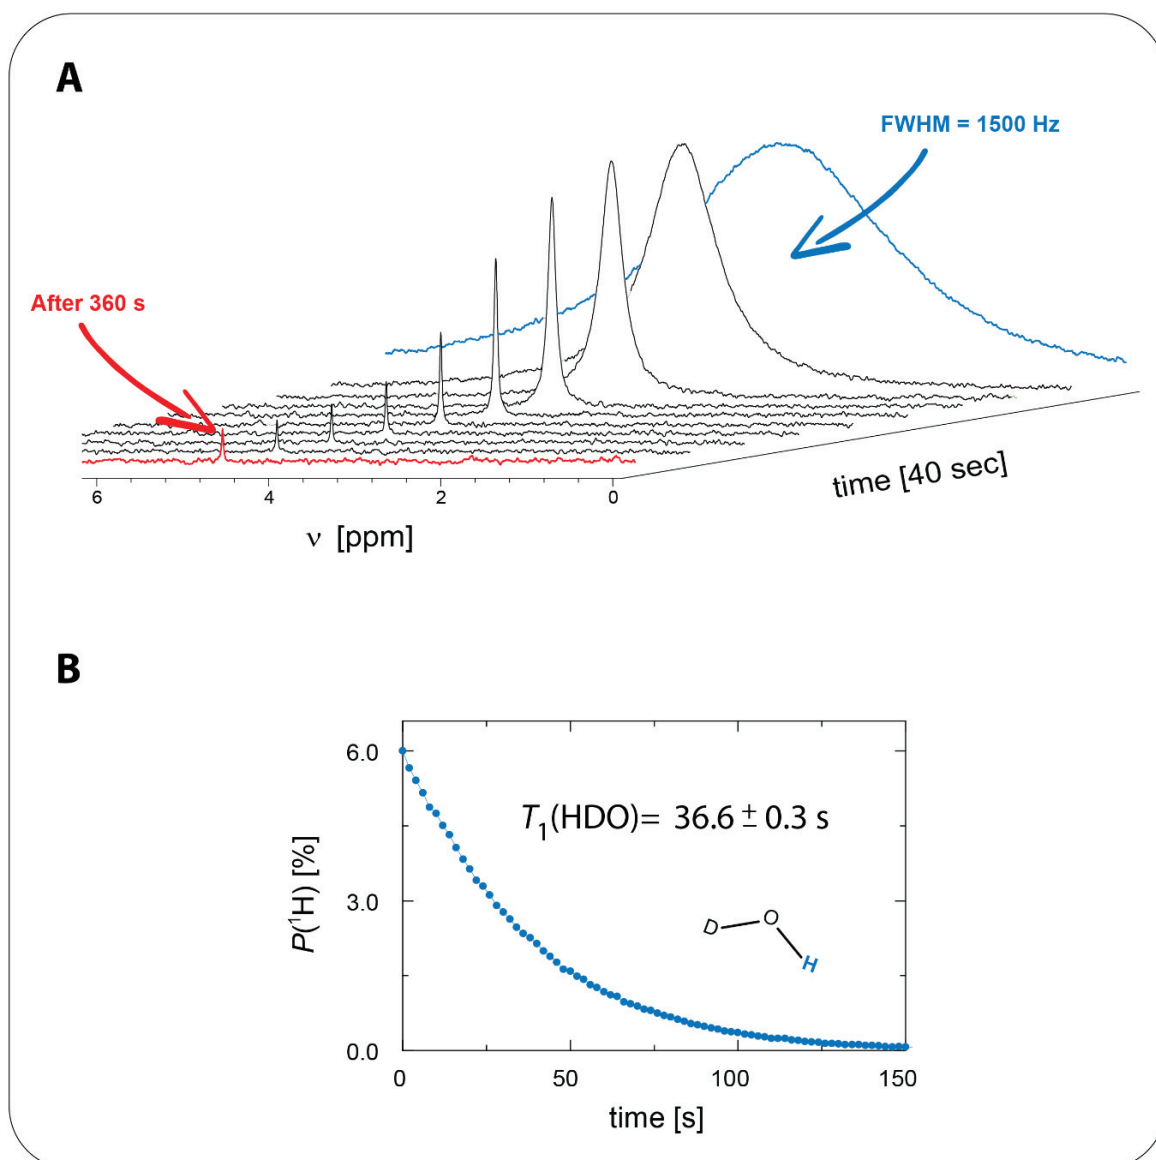 A
FWHM = 1500 Hz
After 360 s
time [40 sec]
6 4 2 0
ν [ppm]
B
6.0
T1(HDO)= 36.6 ± 0.3 s
3.0
P(¹H) [%]
D O H
0.0
0 50 100 150
time [s]